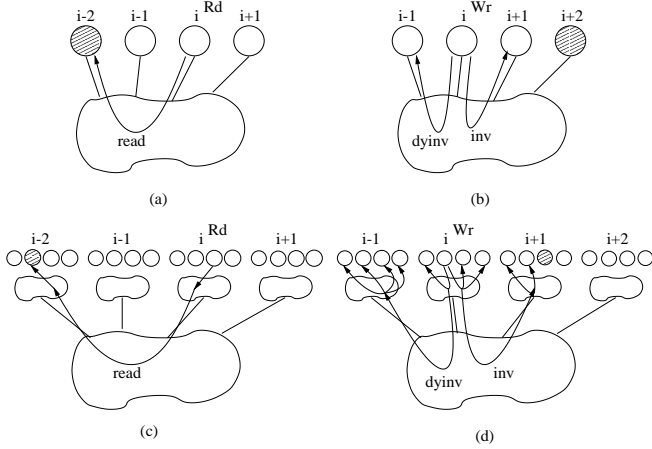 i-2 i-1 i Rd i+1
read
(a)
i-1 i Wr i+1 i+2
dyinv inv
(b)
i-2 i-1 i Rd i+1
read
(c)
i-1 i Wr i+1 i+2
dyinv inv
(d)